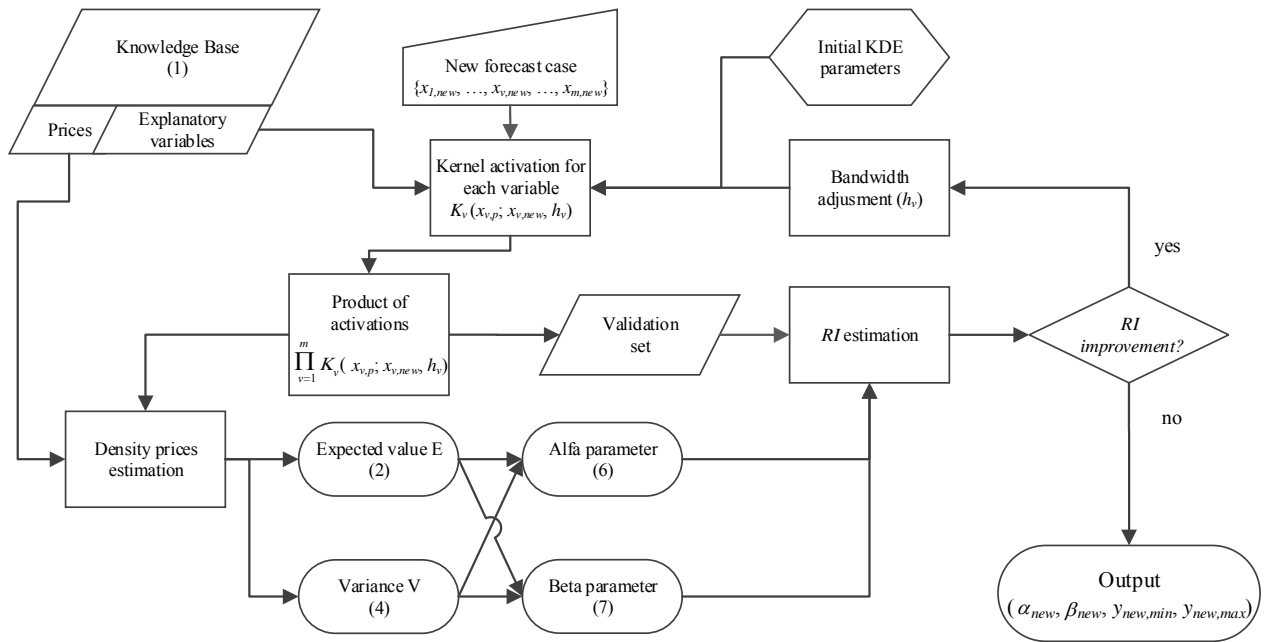 Knowledge Base
(1)
Prices
Explanatory
variables
New forecast case
{x1,new, …, xv,new, …, xm,new}
Initial KDE
parameters
Kernel activation for
each variable
Kv (xv,p; xv,new, hv)
Bandwidth
adjusment (hv)
yes
Product of
activations
m
∏ Kv( xv,p; xv,new, hv)
v=1
Validation
set
RI estimation
RI
improvement?
no
Density prices
estimation
Expected value E
(2)
Alfa parameter
(6)
Variance V
(4)
Beta parameter
(7)
Output
( αnew, βnew, ynew,min, ynew,max)